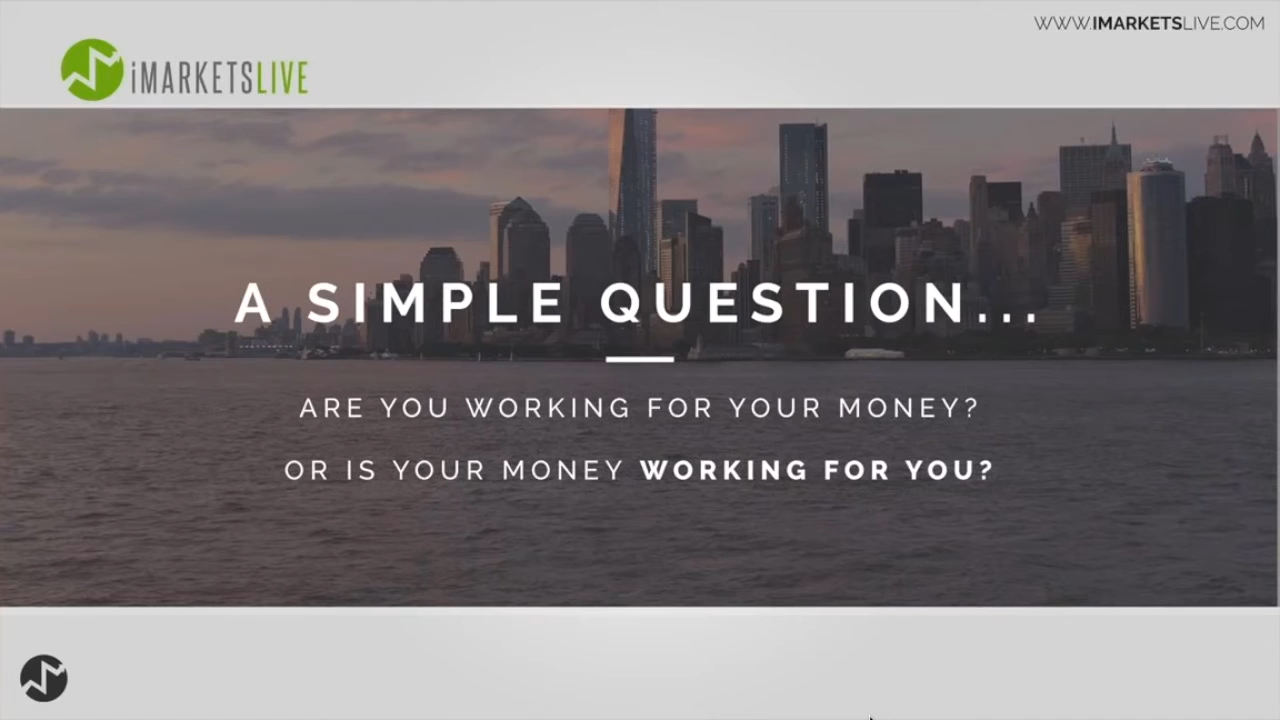 WWW.IMARKETSLIVE.COM
iMARKETSLIVE
A SIMPLE QUESTION...
ARE YOU WORKING FOR YOUR MONEY?
OR IS YOUR MONEY WORKING FOR YOU?